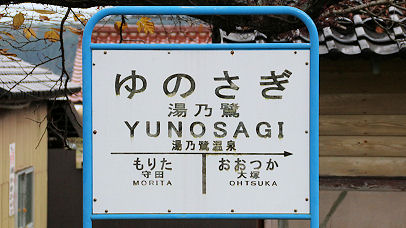 ゆのさぎ
湯乃鷺
YUNOSAGI
湯乃鷺温泉
もりた おおつか
守田 大塚
MORITA OHTSUKA